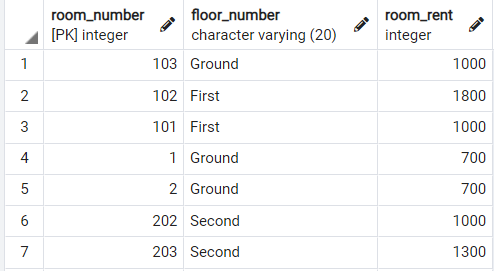 room_number floor_number room_rent
[PK] integer character varying (20) integer
1 103 Ground 1000
2 102 First 1800
3 101 First 1000
4 1 Ground 700
5 2 Ground 700
6 202 Second 1000
7 203 Second 1300